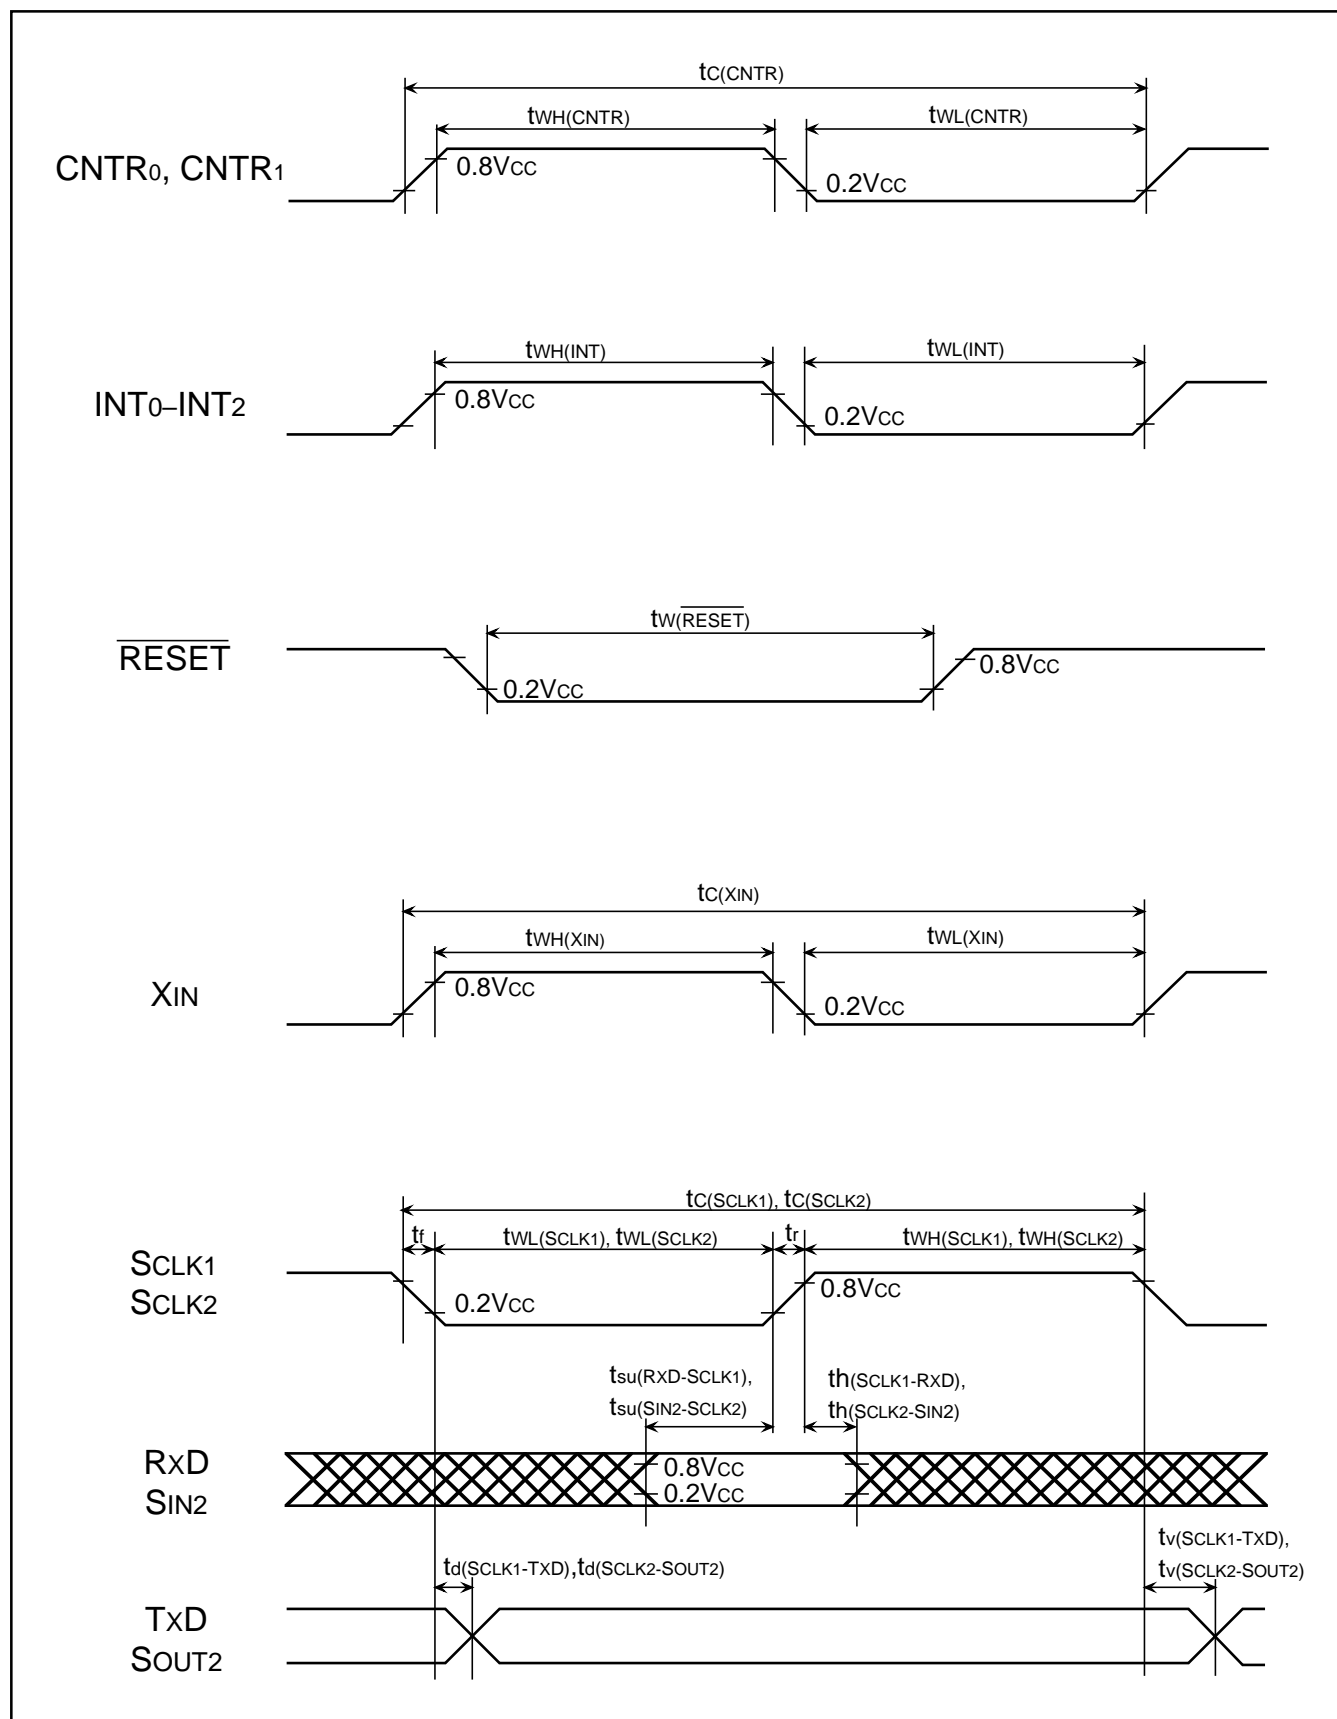 tC(CNTR)
tWH(CNTR)
tWL(CNTR)
CNTR0, CNTR1
0.8VCC
0.2VCC
tWH(INT)
tWL(INT)
INT0–INT2
0.8VCC
0.2VCC
tW(RESET)
RESET
0.2VCC
0.8VCC
tC(XIN)
tWH(XIN)
tWL(XIN)
XIN
0.8VCC
0.2VCC
tC(SCLK1), tC(SCLK2)
tf
tWL(SCLK1), tWL(SCLK2)
tr
tWH(SCLK1), tWH(SCLK2)
SCLK1
SCLK2
0.2VCC
0.8VCC
tsu(RXD-SCLK1),
tsu(SIN2-SCLK2)
th(SCLK1-RXD),
th(SCLK2-SIN2)
RXD
SIN2
0.8VCC
0.2VCC
td(SCLK1-TXD),td(SCLK2-SOUT2)
tv(SCLK1-TXD),
tv(SCLK2-SOUT2)
TXD
SOUT2